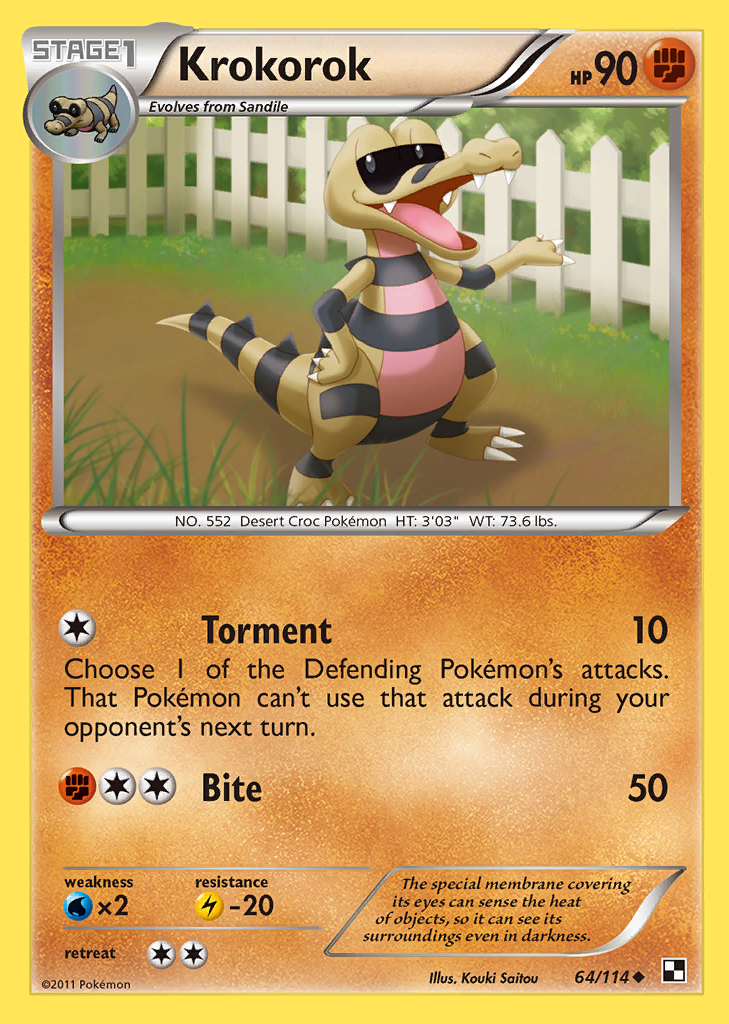 STAGE1
Krokorok
HP 90
Evolves from Sandile
NO. 552 Desert Croc Pokémon HT: 3'03" WT: 73.6 lbs.
Torment 10
Choose 1 of the Defending Pokémon's attacks.
That Pokémon can't use that attack during your
opponent's next turn.
Bite 50
weakness resistance
×2 -20
The special membrane covering
its eyes can sense the heat
of objects, so it can see its
surroundings even in darkness.
retreat
©2011 Pokémon
Illus. Kouki Saitou 64/114